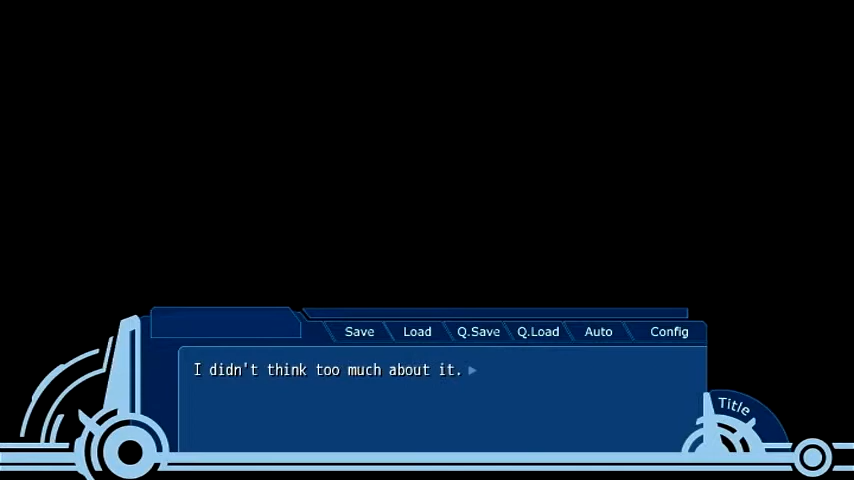 Save Load Q.Save Q.Load Auto Config
I didn't think too much about it.
Title